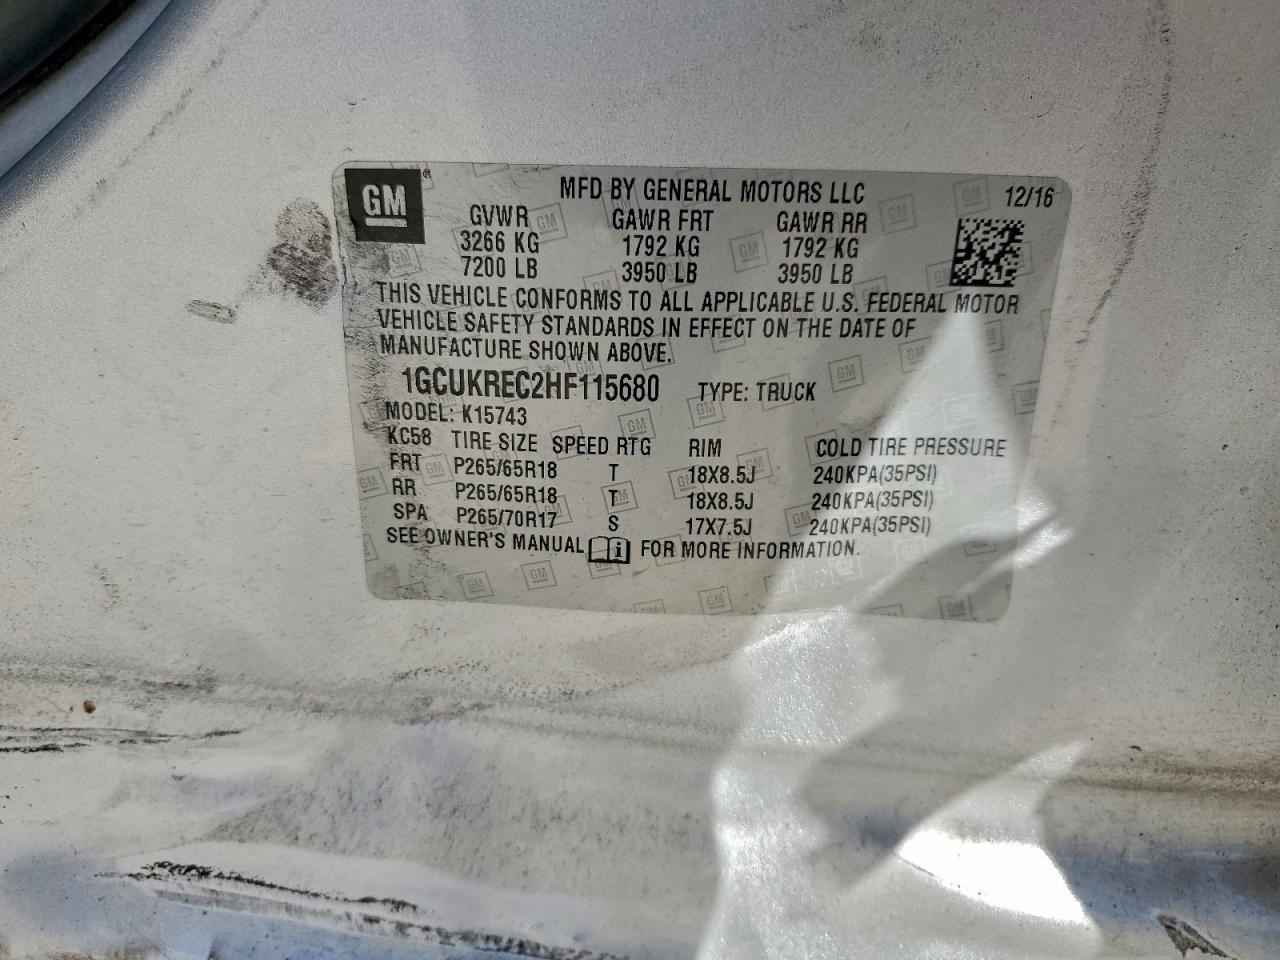 GM ® MFD BY GENERAL MOTORS LLC 12/16
GVWR GAWR FRT GAWR RR
3266 KG 1792 KG 1792 KG
7200 LB 3950 LB 3950 LB
THIS VEHICLE CONFORMS TO ALL APPLICABLE U.S. FEDERAL MOTOR
VEHICLE SAFETY STANDARDS IN EFFECT ON THE DATE OF
MANUFACTURE SHOWN ABOVE.
1GCUKREC2HF115680 TYPE: TRUCK
MODEL: K15743
KC58 TIRE SIZE SPEED RTG RIM COLD TIRE PRESSURE
FRT P265/65R18 T 18X8.5J 240KPA(35PSI)
RR P265/65R18 T 18X8.5J 240KPA(35PSI)
SPA P265/70R17 S 17X7.5J 240KPA(35PSI)
SEE OWNER'S MANUAL i FOR MORE INFORMATION.